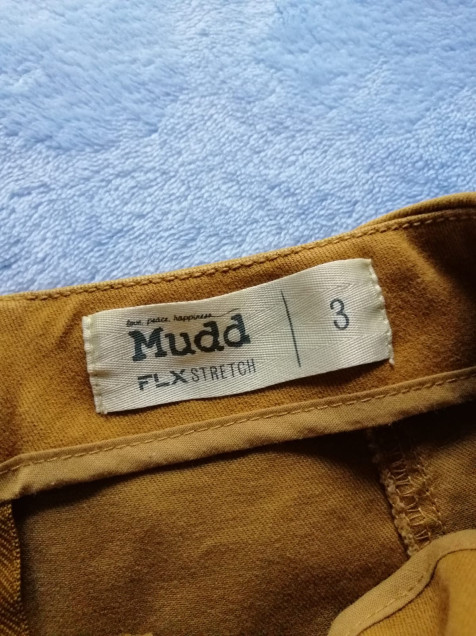 love, peace, happiness
Mudd
FLX STRETCH
3